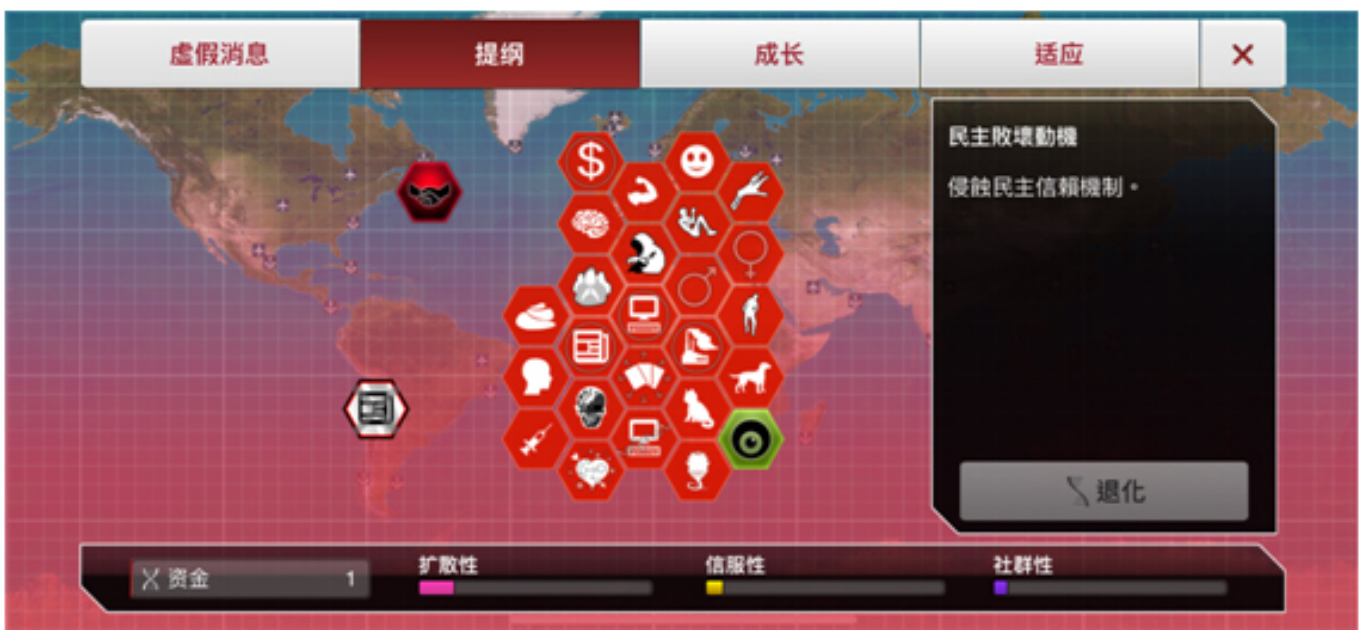 虛假消息
提纲
成长
适应
×
民主敗壞動機
侵蝕民主信賴機制。
退化
资金 1
扩散性
信服性
社群性